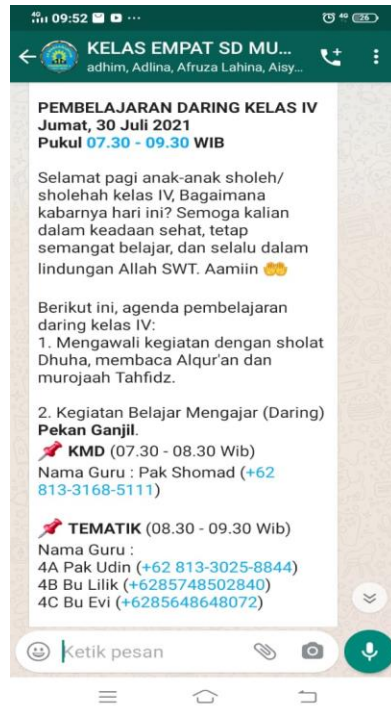 4G 09:52
4G 26
KELAS EMPAT SD MU...
adhim, Adlina, Afruza Lahina, Aisy...
PEMBELAJARAN DARING KELAS IV
Jumat, 30 Juli 2021
Pukul 07.30 - 09.30 WIB
Selamat pagi anak-anak sholeh/
sholehah kelas IV, Bagaimana
kabarnya hari ini? Semoga kalian
dalam keadaan sehat, tetap
semangat belajar, dan selalu dalam
lindungan Allah SWT. Aamiin 🤲
Berikut ini, agenda pembelajaran
daring kelas IV:
1. Mengawali kegiatan dengan sholat
Dhuha, membaca Alqur'an dan
murojaah Tahfidz.
2. Kegiatan Belajar Mengajar (Daring)
Pekan Ganjil.
📌 KMD (07.30 - 08.30 Wib)
Nama Guru : Pak Shomad (+62
813-3168-5111)
📌 TEMATIK (08.30 - 09.30 Wib)
Nama Guru :
4A Pak Udin (+62 813-3025-8844)
4B Bu Lilik (+6285748502840)
4C Bu Evi (+6285648648072)
Ketik pesan